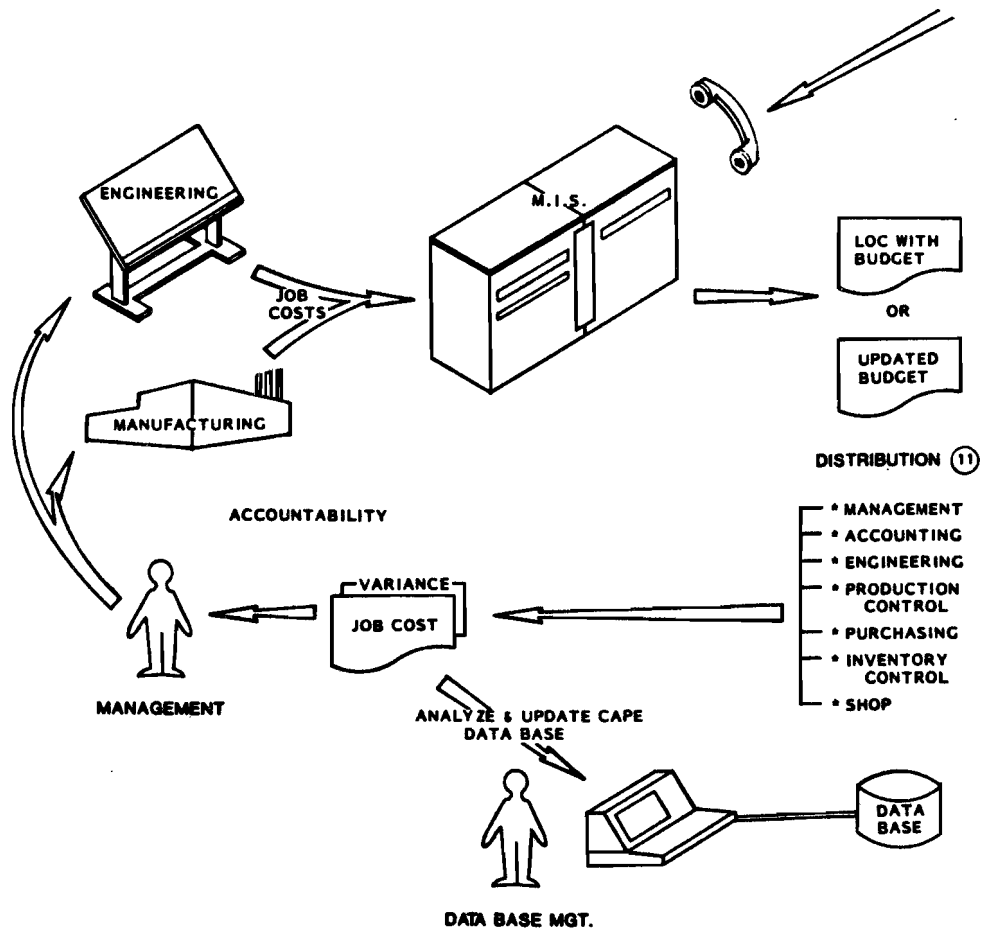 ENGINEERING
M.I.S.
JOB
COSTS
LOC WITH
BUDGET
OR
UPDATED
BUDGET
MANUFACTURING
DISTRIBUTION 11
ACCOUNTABILITY
* MANAGEMENT
* ACCOUNTING
* ENGINEERING
* PRODUCTION
CONTROL
* PURCHASING
* INVENTORY
CONTROL
* SHOP
VARIANCE
JOB COST
MANAGEMENT
ANALYZE & UPDATE CAPE
DATA BASE
DATA
BASE
DATA BASE MGT.